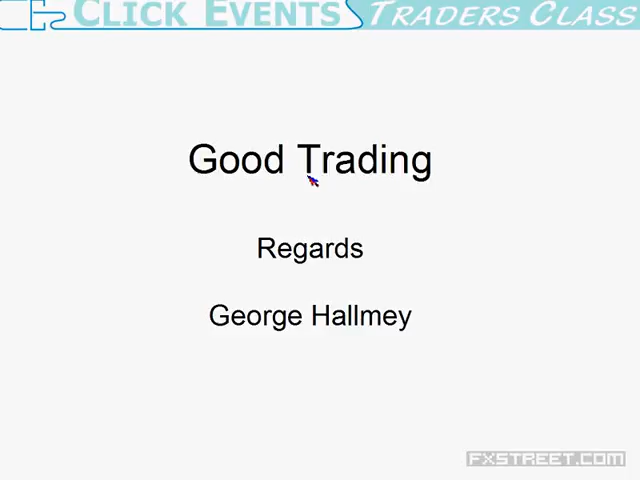 CLICK EVENTS TRADERS CLASS
Good Trading
Regards
George Hallmey
FXSTREET.COM